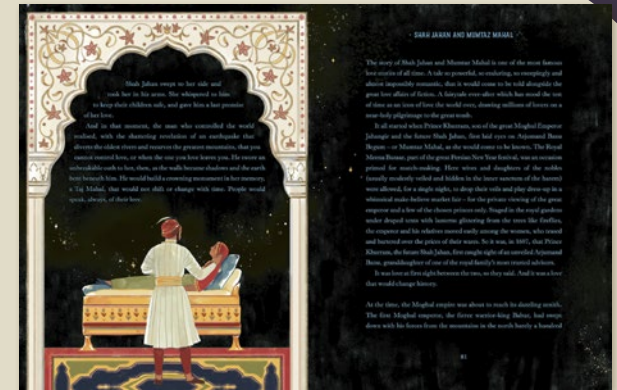 Shah Jahan swept to her side and
took her in his arms. She whispered to him
to keep their children safe, and gave him a last promise
of her love.
And in that moment, the man who controlled the world
realised, with the shattering revelation of an earthquake that
diverts the oldest rivers and recurves the greatest mountains, that you
cannot control love, or when the one you love leaves you. He swore an
unbreakable oath to her, then, as the walls became shadows and the earth
bent beneath him. He would build a crowning monument in her memory,
a Taj Mahal, that would not shift or change with time. People would
speak, always, of their love.
SHAH JAHAN AND MUMTAZ MAHAL
The story of Shah Jahan and Mumtaz Mahal is one of the most famous
love stories of all time. A tale so powerful, so enduring, so sweepingly and
almost impossibly romantic, that it would come to be told alongside the
great love affairs of fiction. A fairytale ever-after which has stood the test
of time as an icon of love the world over, drawing millions of lovers on a
near-holy pilgrimage to the great tomb.
It all started when Prince Khurram, son of the great Moghul Emperor
Jahangir and the future Shah Jahan, first laid eyes on Arjumand Banu
Begum – or Mumtaz Mahal, as she would come to be known. The Royal
Meena Bazaar, part of the great Persian New Year festival, was an occasion
primed for match-making. Here wives and daughters of the nobles
(usually modestly veiled and hidden in the inner sanctum of the harem)
were allowed, for a single night, to drop their veils and play dress-up in a
whimsical make-believe market fair – for the private viewing of the great
emperor and a few of his chosen princes only. Staged in the royal gardens
under draped tents with lanterns glittering from the trees like fireflies,
the emperor and his relatives moved easily among the women, who teased
and bartered over the prices of their wares. So it was, in 1607, that Prince
Khurram, the future Shah Jahan, first caught sight of an unveiled Arjumand
Banu, granddaughter of one of the royal family's most trusted advisors.
It was love at first sight between the two, so they said. And it was a love
that would change history.
At the time, the Moghul empire was about to reach its dazzling zenith.
The first Moghul emperor, the fierce warrior-king Babur, had swept
down with his forces from the mountains in the north barely a hundred
81